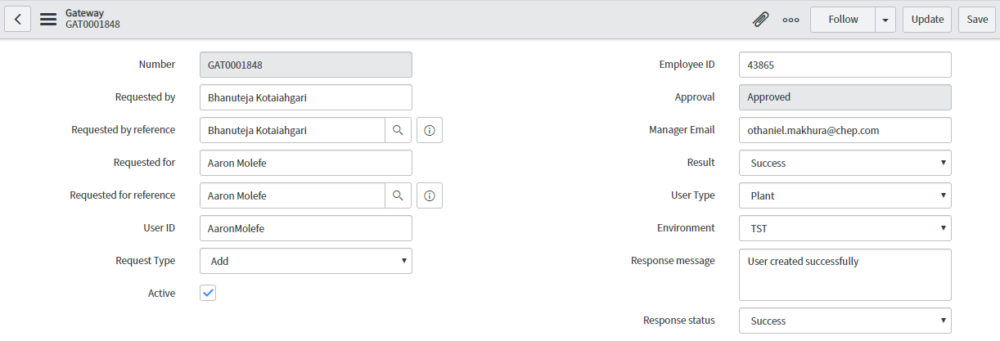 Gateway
GAT0001848
Follow
Update
Save
Number GAT0001848
Requested by Bhanuteja Kotaiahgari
Requested by reference Bhanuteja Kotaiahgari
Requested for Aaron Molefe
Requested for reference Aaron Molefe
User ID AaronMolefe
Request Type Add
Active
Employee ID 43865
Approval Approved
Manager Email othaniel.makhura@chep.com
Result Success
User Type Plant
Environment TST
Response message User created successfully
Response status Success